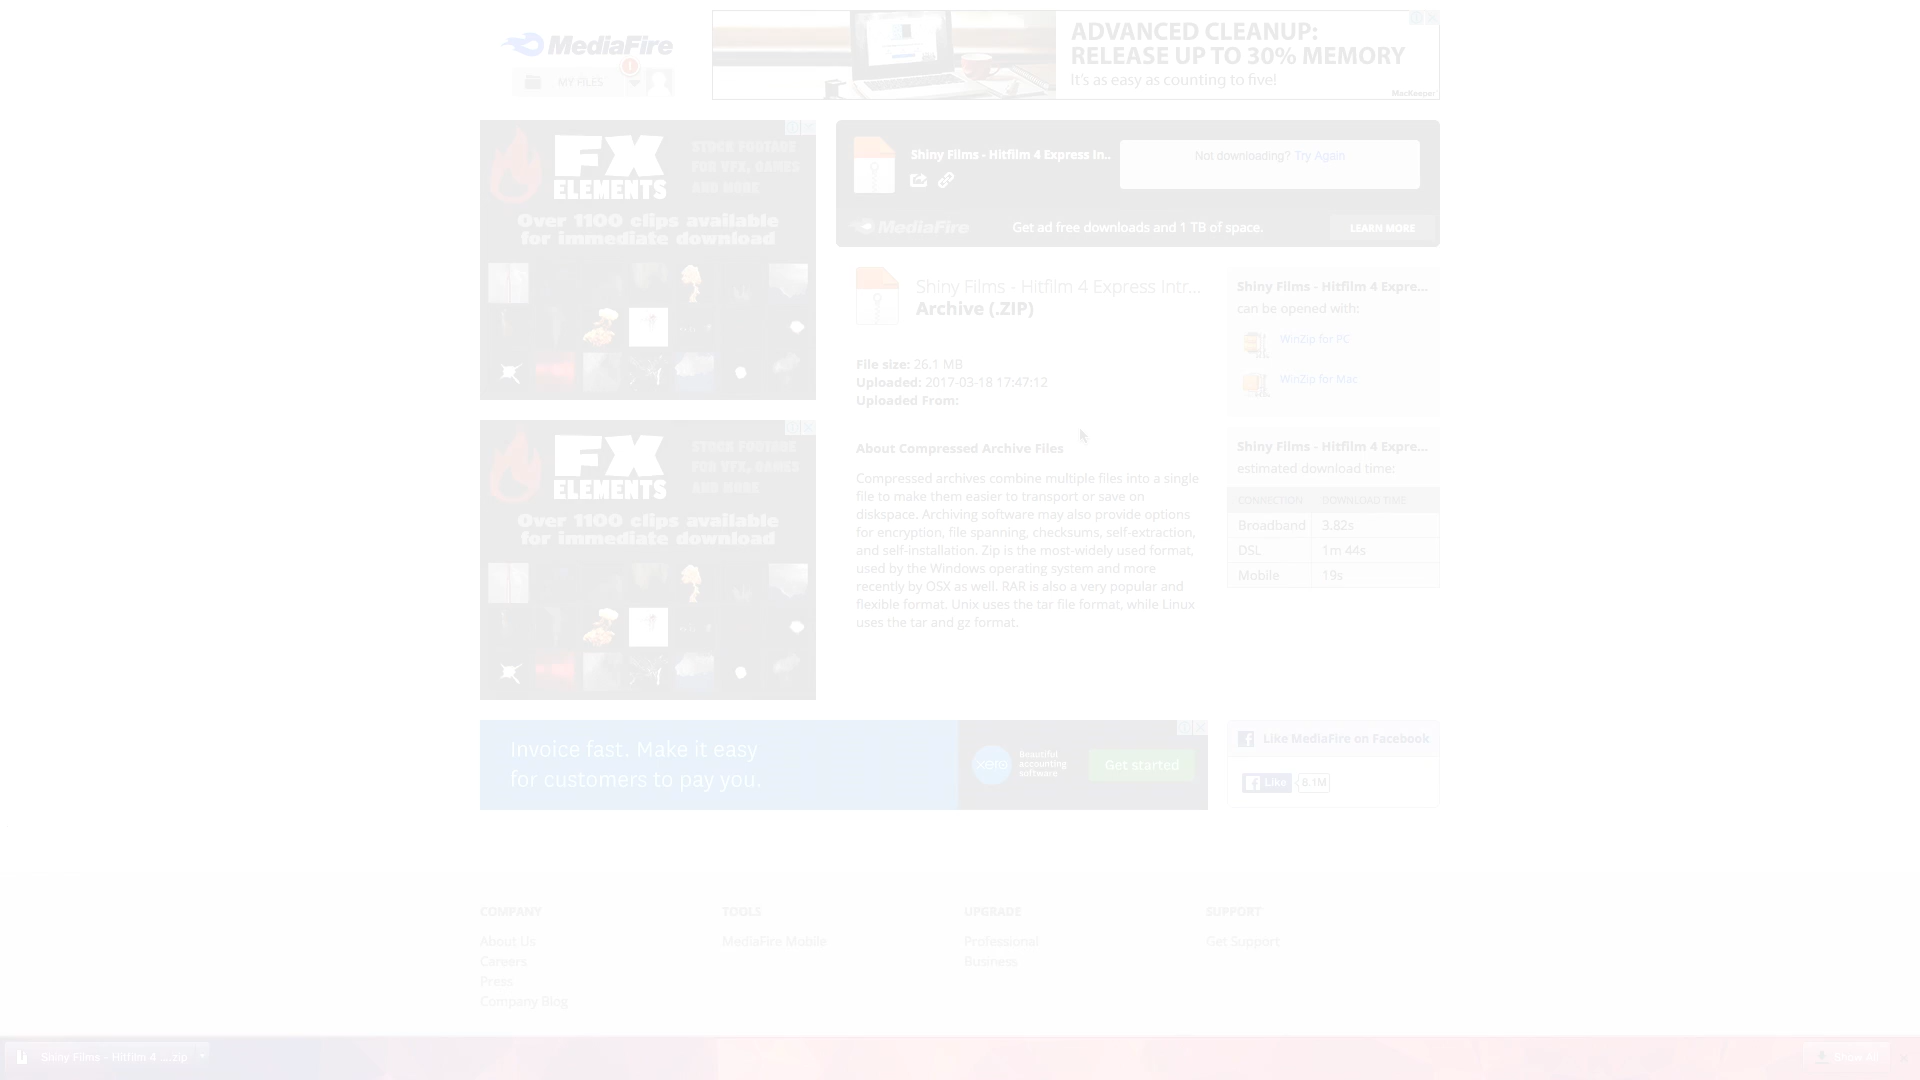 MediaFire
MY FILES
ADVANCED CLEANUP:
RELEASE UP TO 30% MEMORY
It's as easy as counting to five!
MacKeeper
FX
ELEMENTS
STOCK FOOTAGE
FOR VFX, GAMES
AND MORE
Over 1100 clips available
for immediate download
Shiny Films - Hitfilm 4 Express In..
Not downloading? Try Again
MediaFire
Get ad free downloads and 1 TB of space.
LEARN MORE
Shiny Films - Hitfilm 4 Express Intr...
Archive (.ZIP)
File size: 26.1 MB
Uploaded: 2017-03-18 17:47:12
Uploaded From:
About Compressed Archive Files
Compressed archives combine multiple files into a single
file to make them easier to transport or save on
diskspace. Archiving software may also provide options
for encryption, file spanning, checksums, self-extraction,
and self-installation. Zip is the most-widely used format,
used by the Windows operating system and more
recently by OSX as well. RAR is also a very popular and
flexible format. Unix uses the tar file format, while Linux
uses the tar and gz format.
Shiny Films - Hitfilm 4 Expre...
can be opened with:
WinZip for PC
WinZip for Mac
Shiny Films - Hitfilm 4 Expre...
estimated download time:
CONNECTION DOWNLOAD TIME
Broadband 3.82s
DSL 1m 44s
Mobile 19s
FX
ELEMENTS
STOCK FOOTAGE
FOR VFX, GAMES
AND MORE
Over 1100 clips available
for immediate download
Invoice fast. Make it easy
for customers to pay you.
xero
Beautiful
accounting
software
Get started
Like MediaFire on Facebook
Like 8.1M
COMPANY
About Us
Careers
Press
Company Blog
TOOLS
MediaFire Mobile
UPGRADE
Professional
Business
SUPPORT
Get Support
Shiny Films - Hitfilm 4 ....zip
Show All